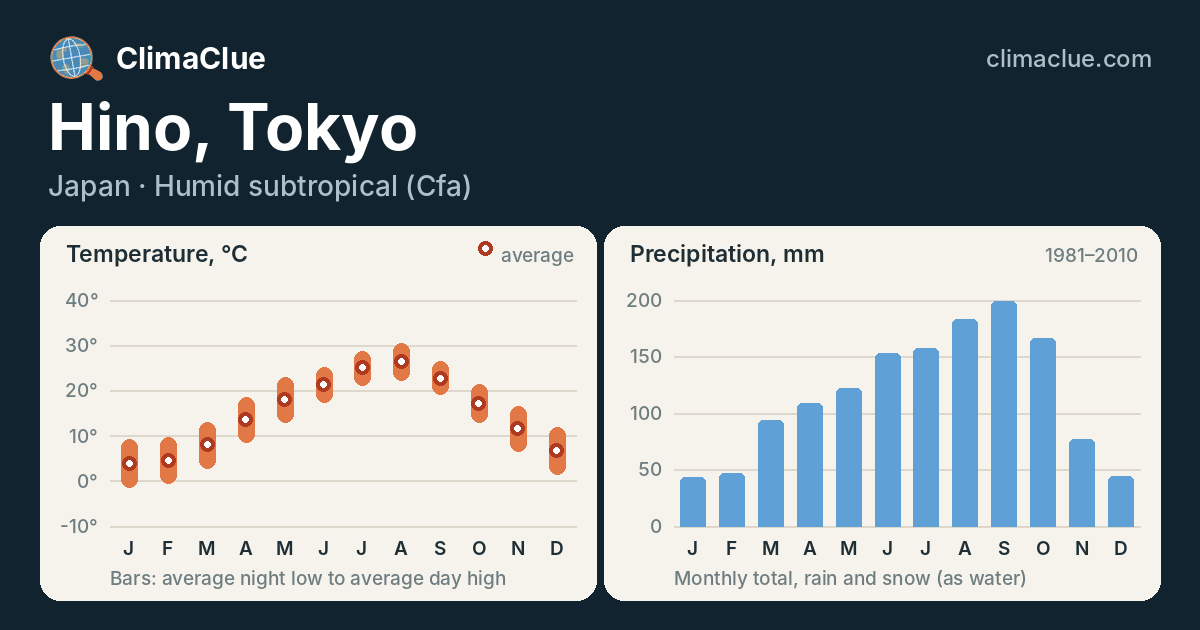 ClimaClue
climaclue.com
Hino, Tokyo
Japan · Humid subtropical (Cfa)
Temperature, °C
average
40°
30°
20°
10°
0°
-10°
J F M A M J J A S O N D
Bars: average night low to average day high
Precipitation, mm
1981–2010
200
150
100
50
0
J F M A M J J A S O N D
Monthly total, rain and snow (as water)